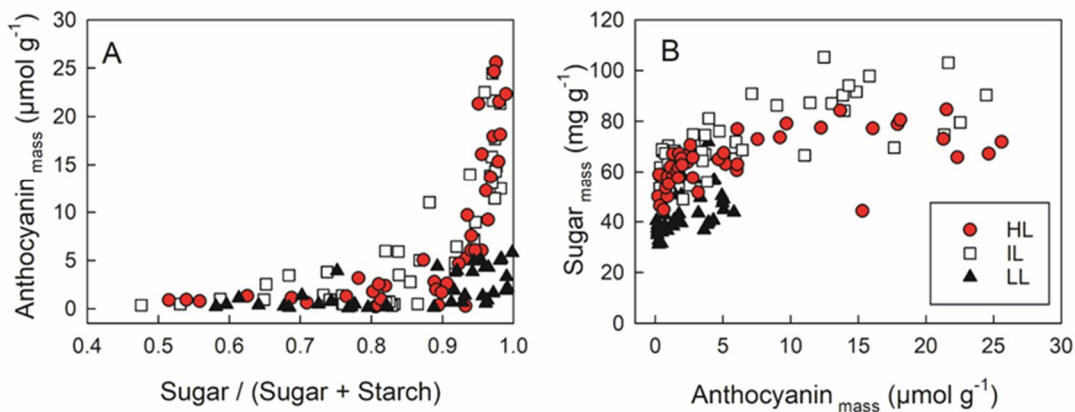 A
Anthocyanin mass (μmol g-1)
30
25
20
15
10
5
0
0.4 0.5 0.6 0.7 0.8 0.9 1.0
Sugar / (Sugar + Starch)
B
Sugar mass (mg g-1)
120
100
80
60
40
20
0
0 5 10 15 20 25 30
Anthocyanin mass (μmol g-1)
HL
IL
LL